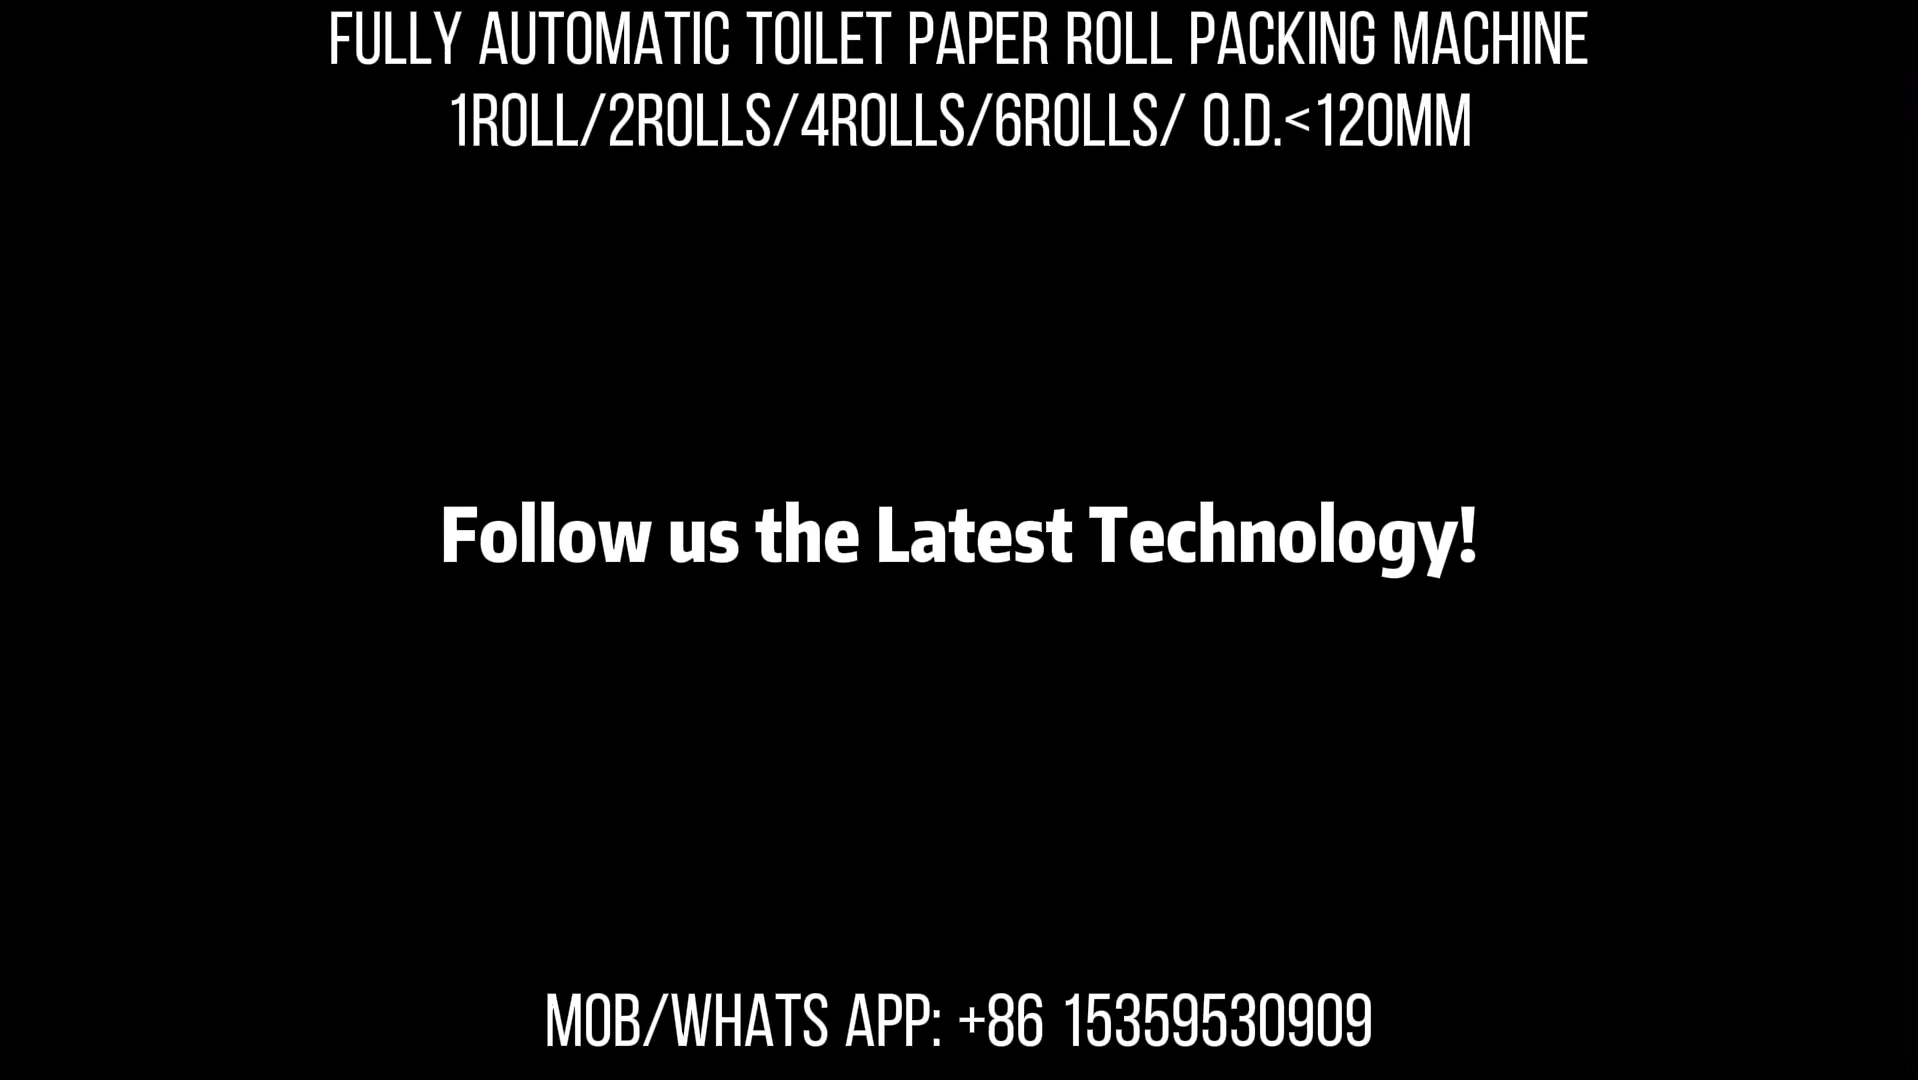 FULLY AUTOMATIC TOILET PAPER ROLL PACKING MACHINE
1ROLL/2ROLLS/4ROLLS/6ROLLS/ O.D.<120MM
Follow us the Latest Technology!
MOB/WHATS APP: +86 15359530909